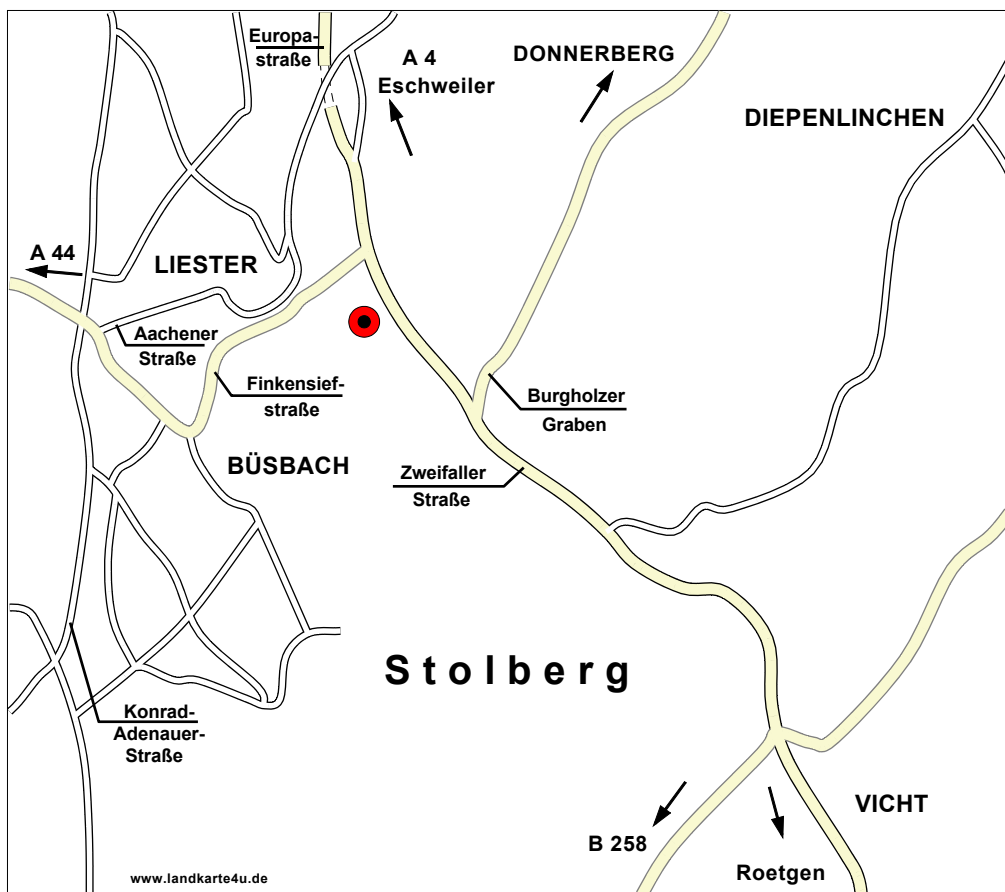 Europa-
straße
A 4
Eschweiler
DONNERBERG
DIEPENLINCHEN
A 44
LIESTER
Aachener
Straße
Finkensief-
straße
Burgholzer
Graben
BÜSBACH
Zweifaller
Straße
Stolberg
Konrad-
Adenauer-
Straße
VICHT
B 258
Roetgen
www.landkarte4u.de